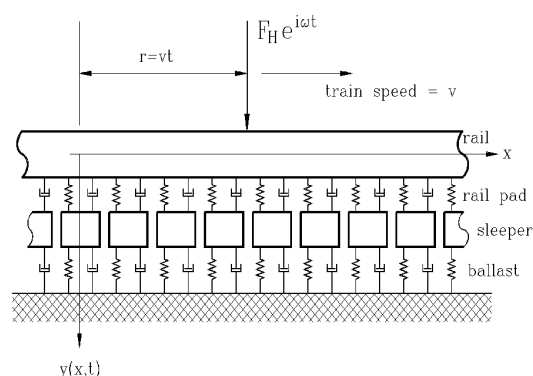 F_H e^{iωt}
r=vt
train speed = v
rail
x
rail pad
sleeper
ballast
y(x,t)